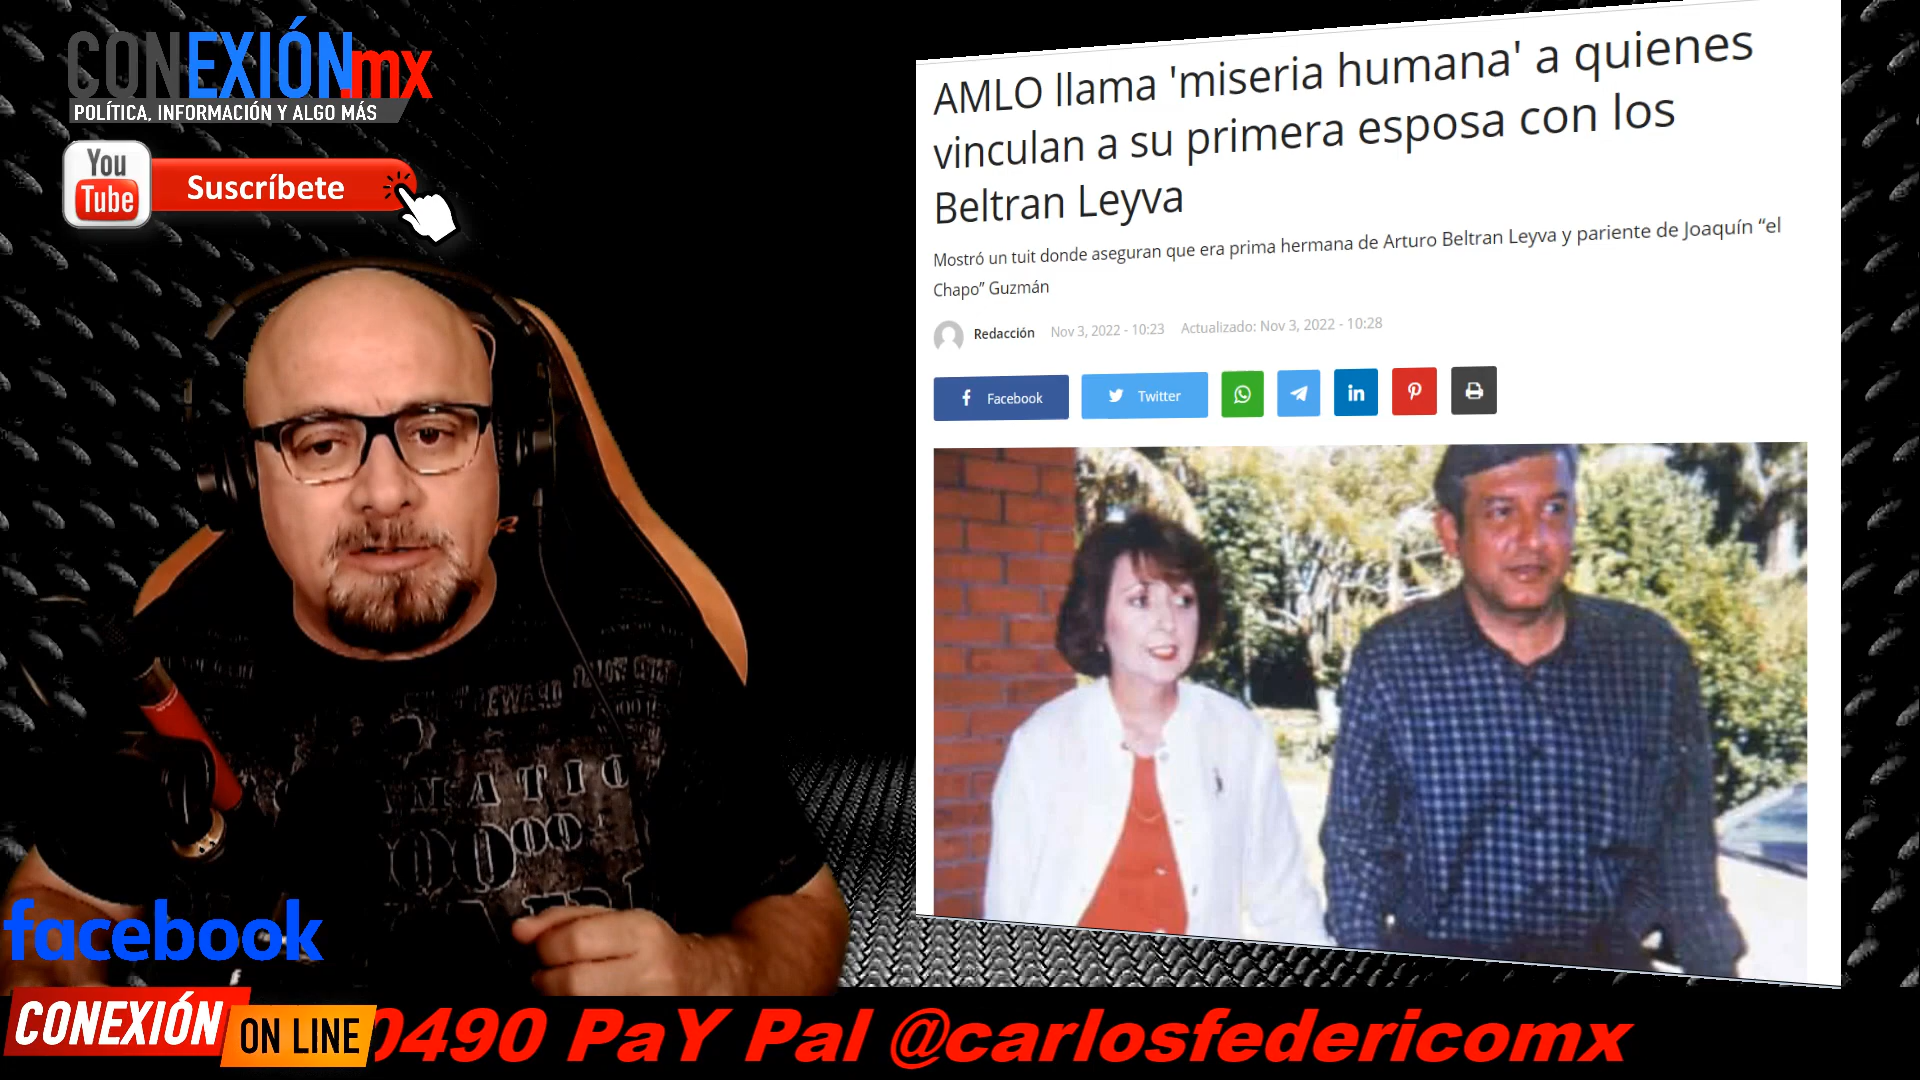 CONEXIÓN.mx
POLÍTICA, INFORMACIÓN Y ALGO MÁS
You
Tube
Suscríbete
AMLO llama 'miseria humana' a quienes
vinculan a su primera esposa con los
Beltran Leyva
Mostró un tuit donde aseguran que era prima hermana de Arturo Beltran Leyva y pariente de Joaquín “el
Chapo” Guzmán
Redacción Nov 3, 2022 - 10:23 Actualizado: Nov 3, 2022 - 10:28
Facebook
Twitter
in
facebook
CONEXIÓN
ON LINE
0490 PaY Pal @carlosfedericomx